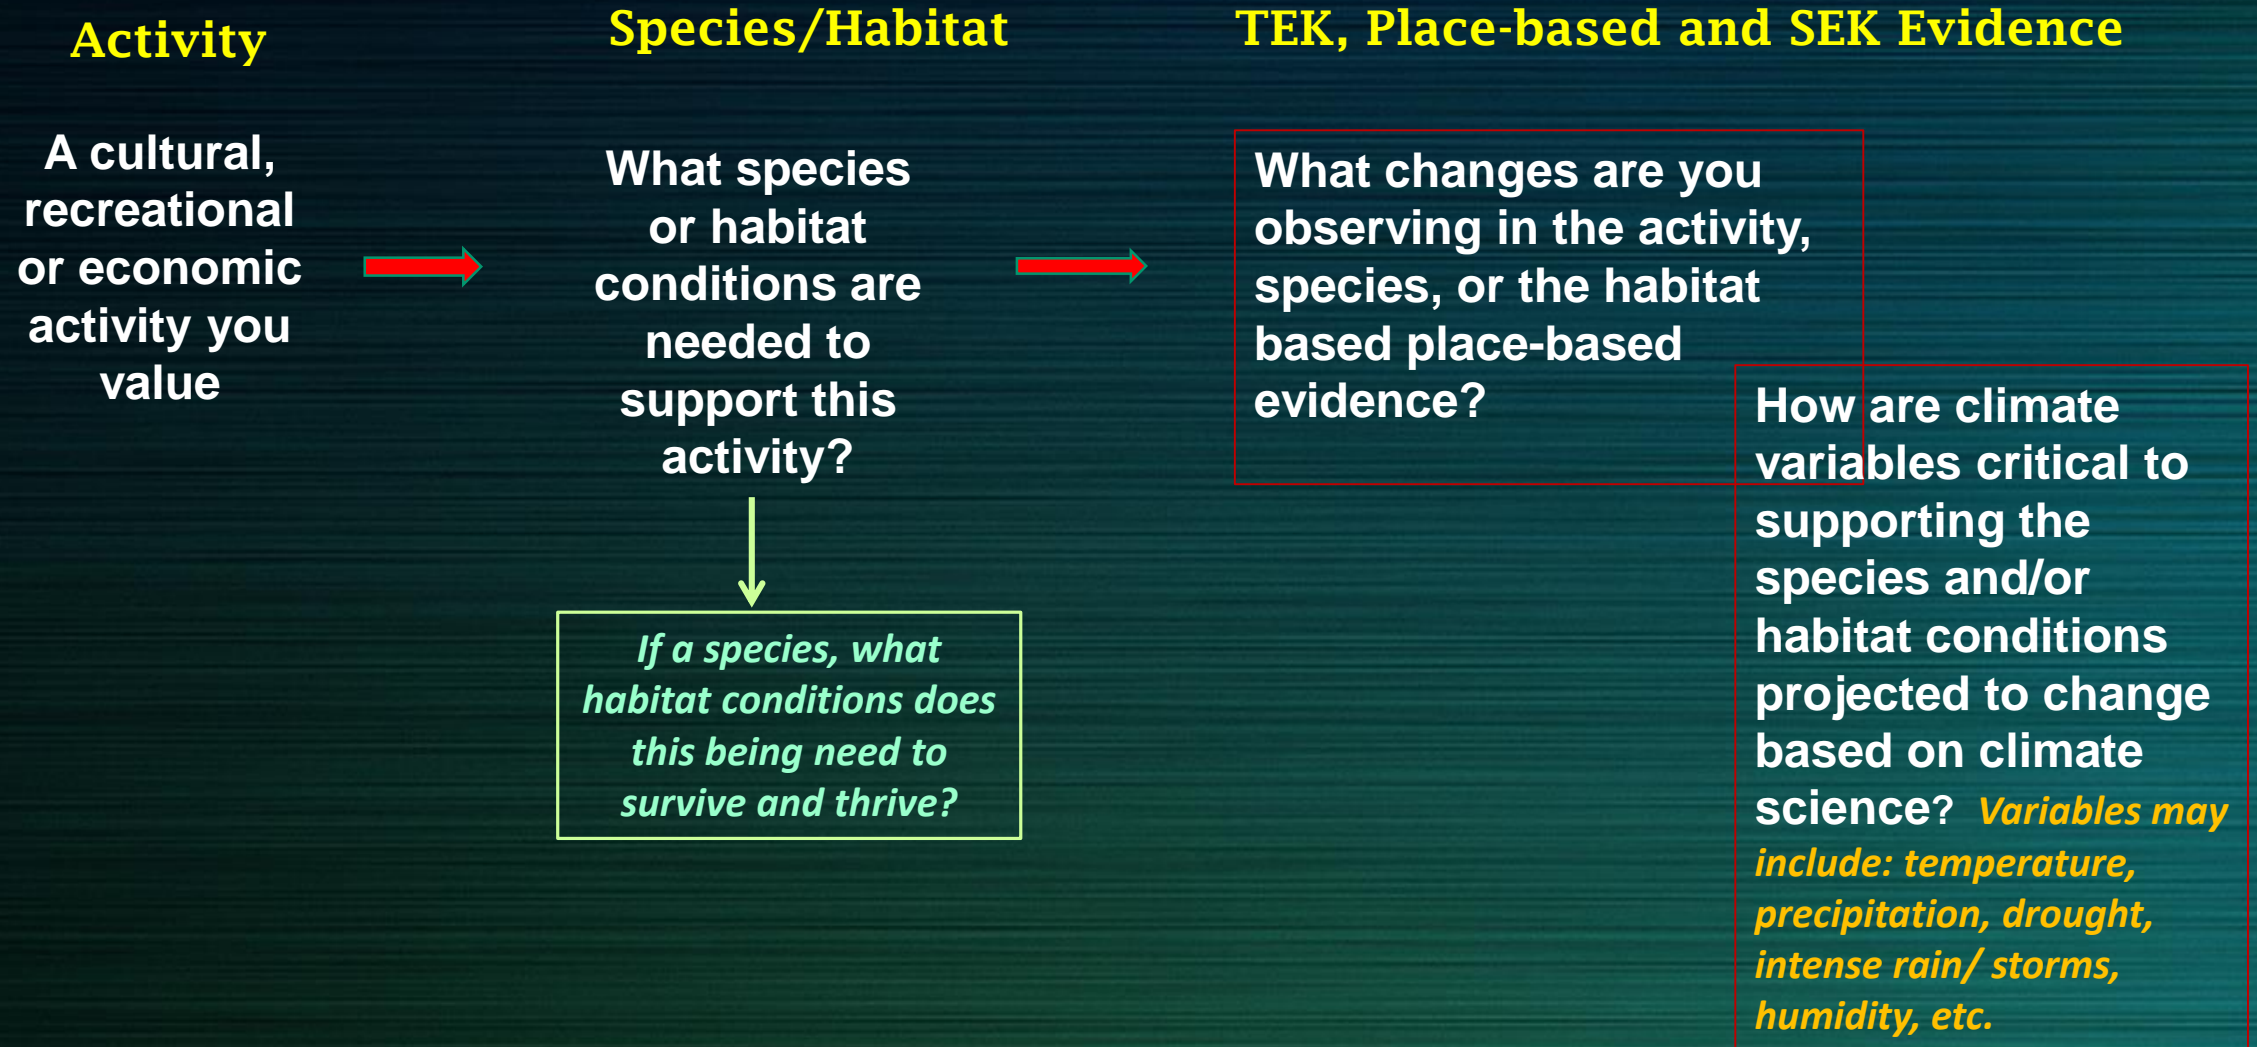 Activity
Species/Habitat
TEK, Place-based and SEK Evidence
A cultural,
recreational
or economic
activity you
value
What species
or habitat
conditions are
needed to
support this
activity?
If a species, what
habitat conditions does
this being need to
survive and thrive?
What changes are you
observing in the activity,
species, or the habitat
based place-based
evidence?
How are climate
variables critical to
supporting the
species and/or
habitat conditions
projected to change
based on climate
science? Variables may
include: temperature,
precipitation, drought,
intense rain/ storms,
humidity, etc.